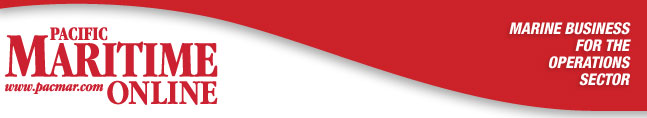 PACIFIC
MARITIME
www.pacmar.com ONLINE
MARINE BUSINESS
FOR THE
OPERATIONS
SECTOR